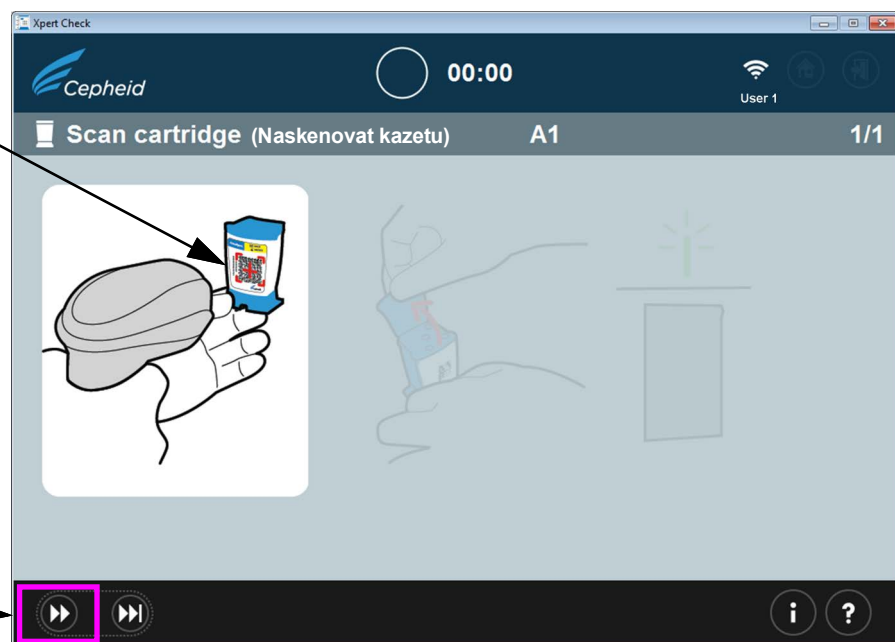 Xpert Check
Cepheid
00:00
User 1
Scan cartridge (Naskenovat kazetu) A1 1/1
i ?